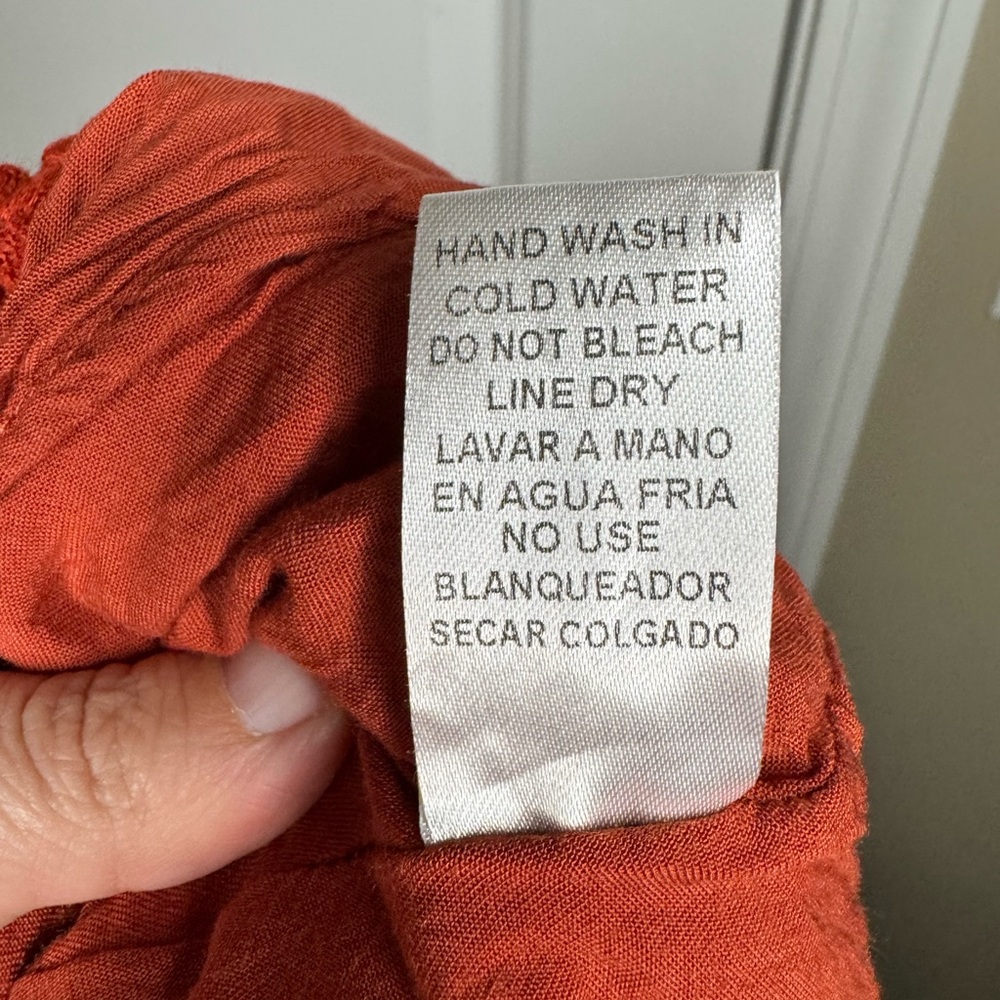 HAND WASH IN
COLD WATER
DO NOT BLEACH
LINE DRY
LAVAR A MANO
EN AGUA FRIA
NO USE
BLANQUEADOR
SECAR COLGADO